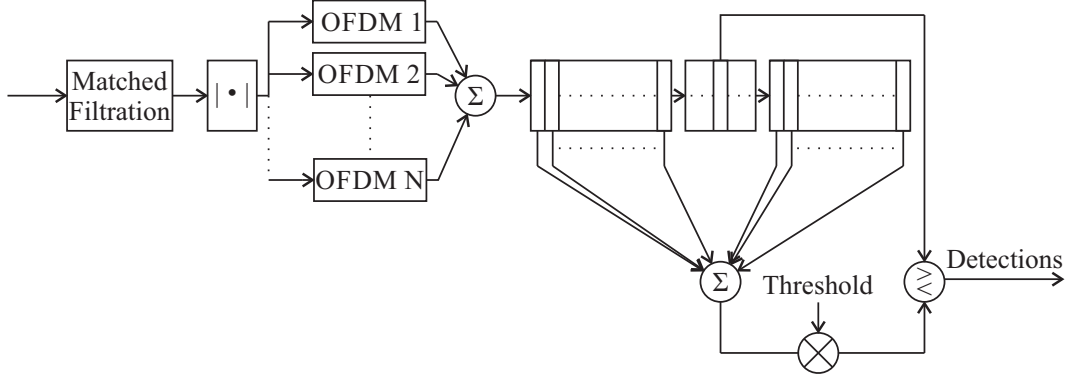 OFDM 1
Matched
Filtration
| • |
OFDM 2
Σ
OFDM N
Σ
Threshold
><
Detections